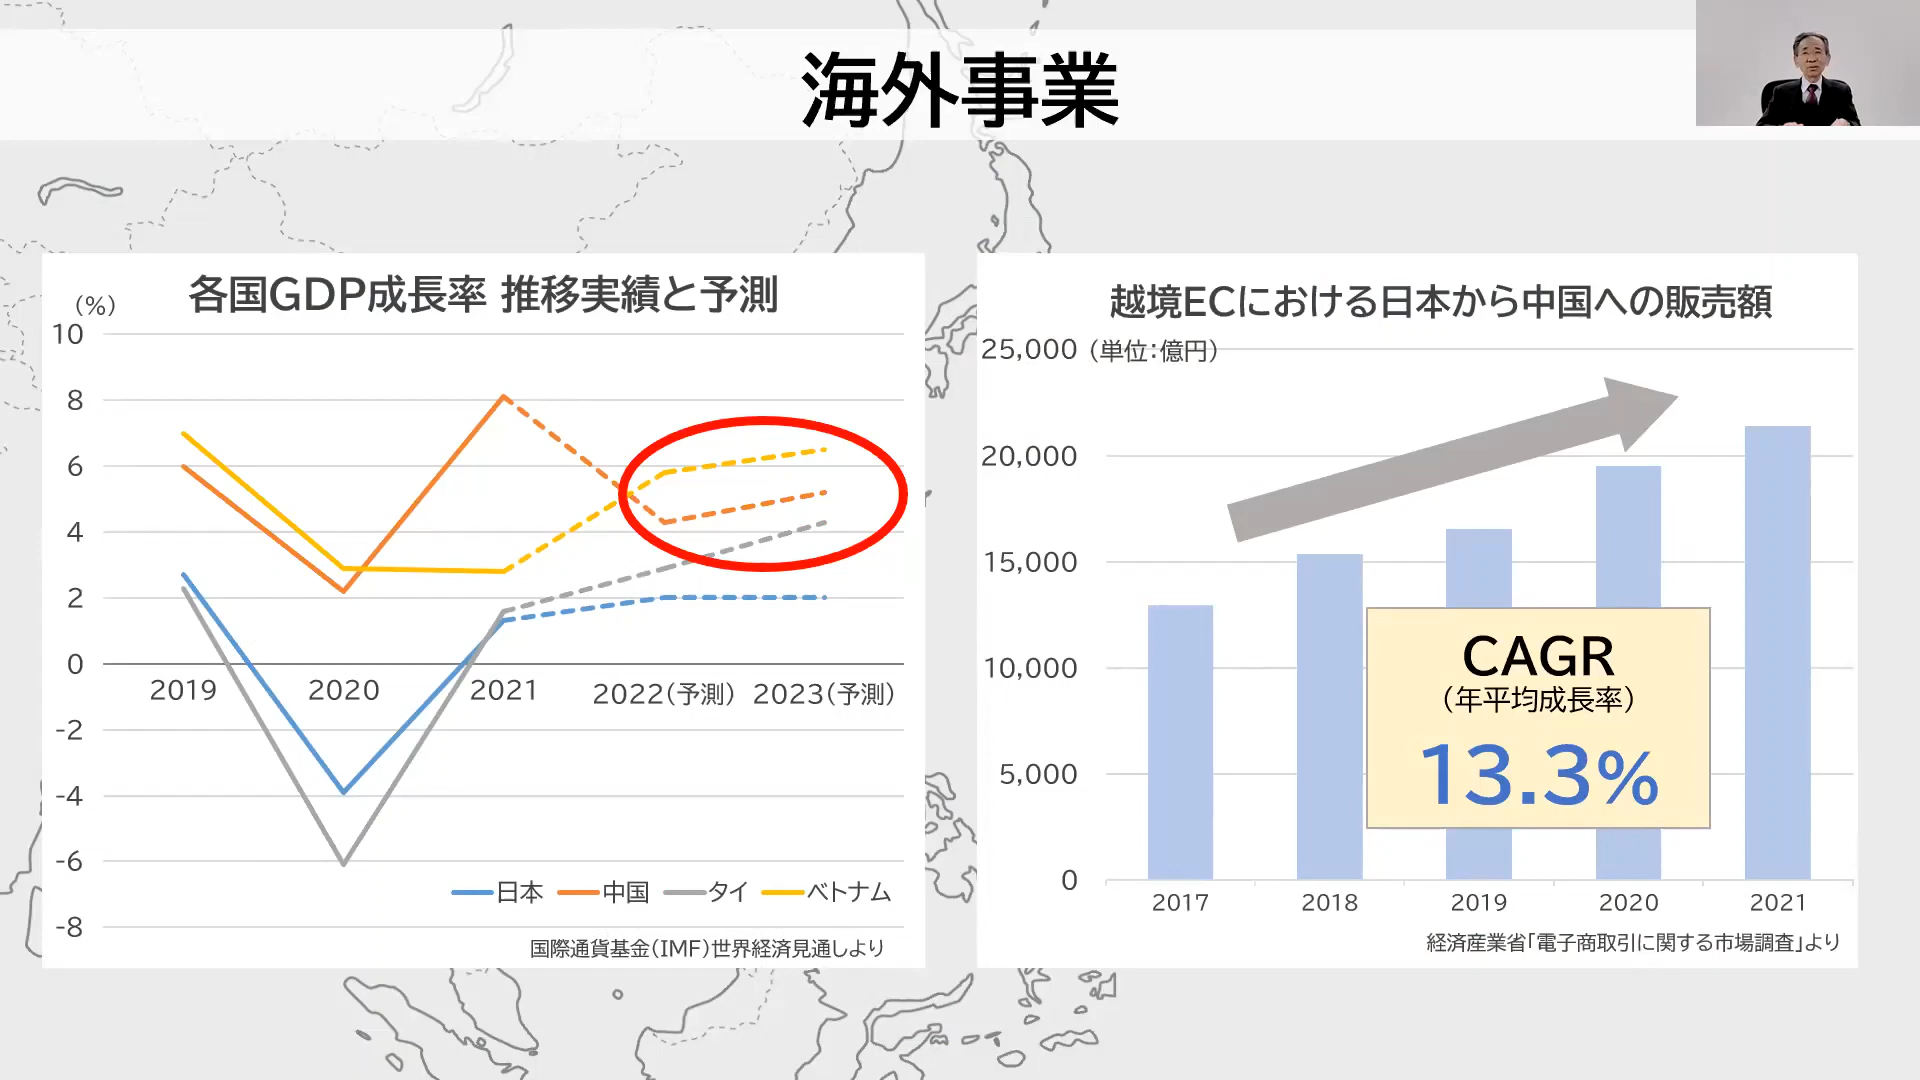 海外事業
各国GDP成長率 推移実績と予測
(%)
10
8
6
4
2
0
-2
-4
-6
-8
2019
2020
2021
2022(予測)
2023(予測)
日本
中国
タイ
ベトナム
国際通貨基金(IMF)世界経済見通しより
越境ECにおける日本から中国への販売額
25,000
(単位:億円)
20,000
15,000
10,000
5,000
0
CAGR
(年平均成長率)
13.3%
2017
2018
2019
2020
2021
経済産業省「電子商取引に関する市場調査」より